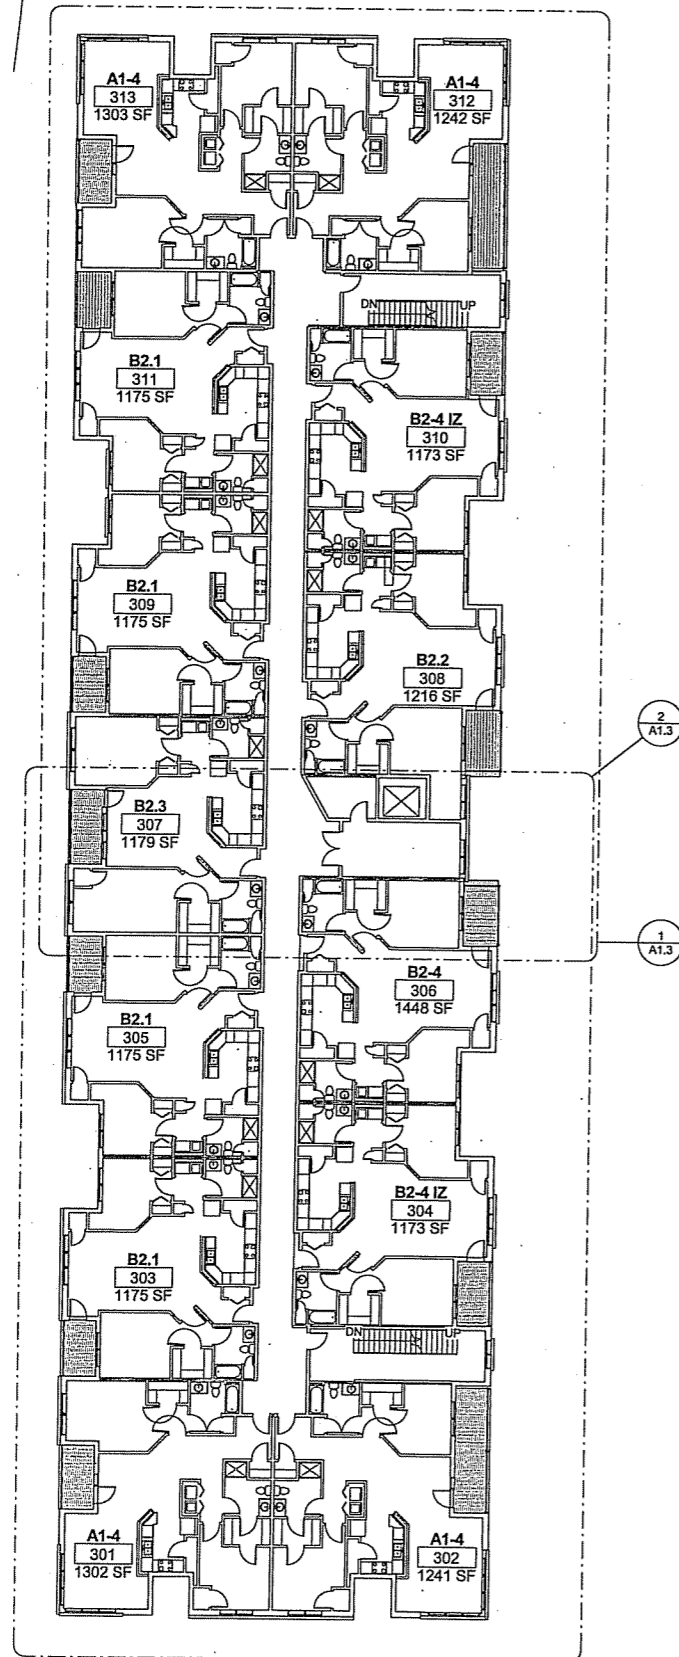 A1-4
313
1303 SF
A1-4
312
1242 SF
DN
UP
B2.1
311
1175 SF
B2-4 IZ
310
1173 SF
B2.1
309
1175 SF
B2.2
308
1216 SF
2
A1.3
B2.3
307
1179 SF
1
A1.3
B2-4
306
1448 SF
B2.1
305
1175 SF
B2-4 IZ
304
1173 SF
B2.1
303
1175 SF
DN
UP
A1-4
301
1302 SF
A1-4
302
1241 SF